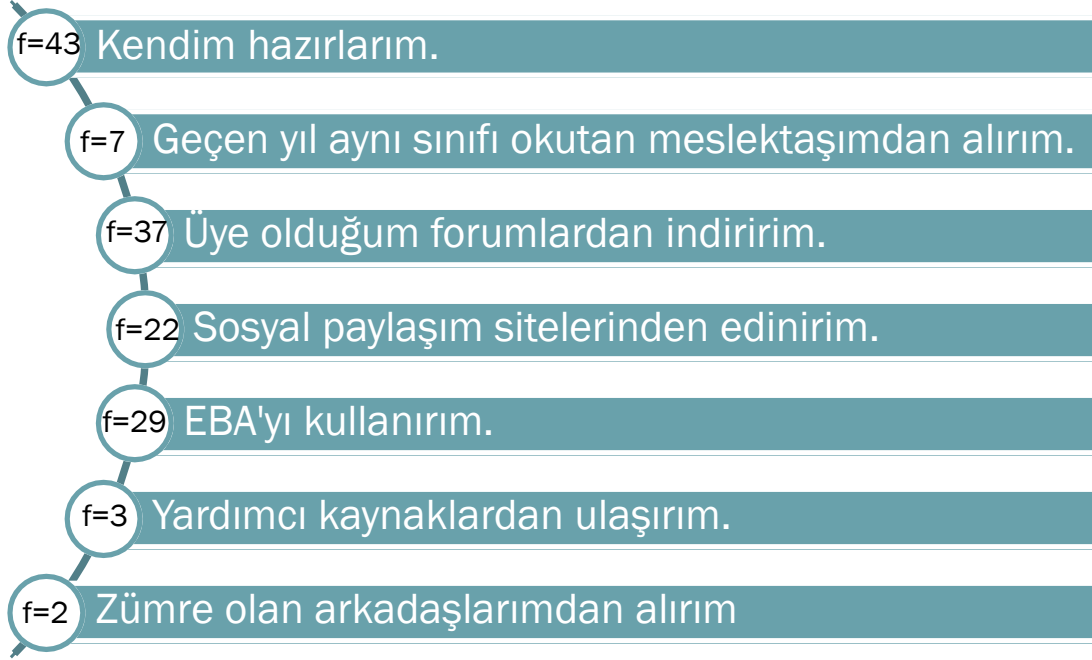 f=43 Kendim hazırlarım.
f=7 Geçen yıl aynı sınıfı okutan meslektaşımdan alırım.
f=37 Üye olduğum forumlardan indiririm.
f=22 Sosyal paylaşım sitelerinden edinirim.
f=29 EBA'yı kullanırım.
f=3 Yardımcı kaynaklardan ulaşırım.
f=2 Zümre olan arkadaşlarımdan alırım